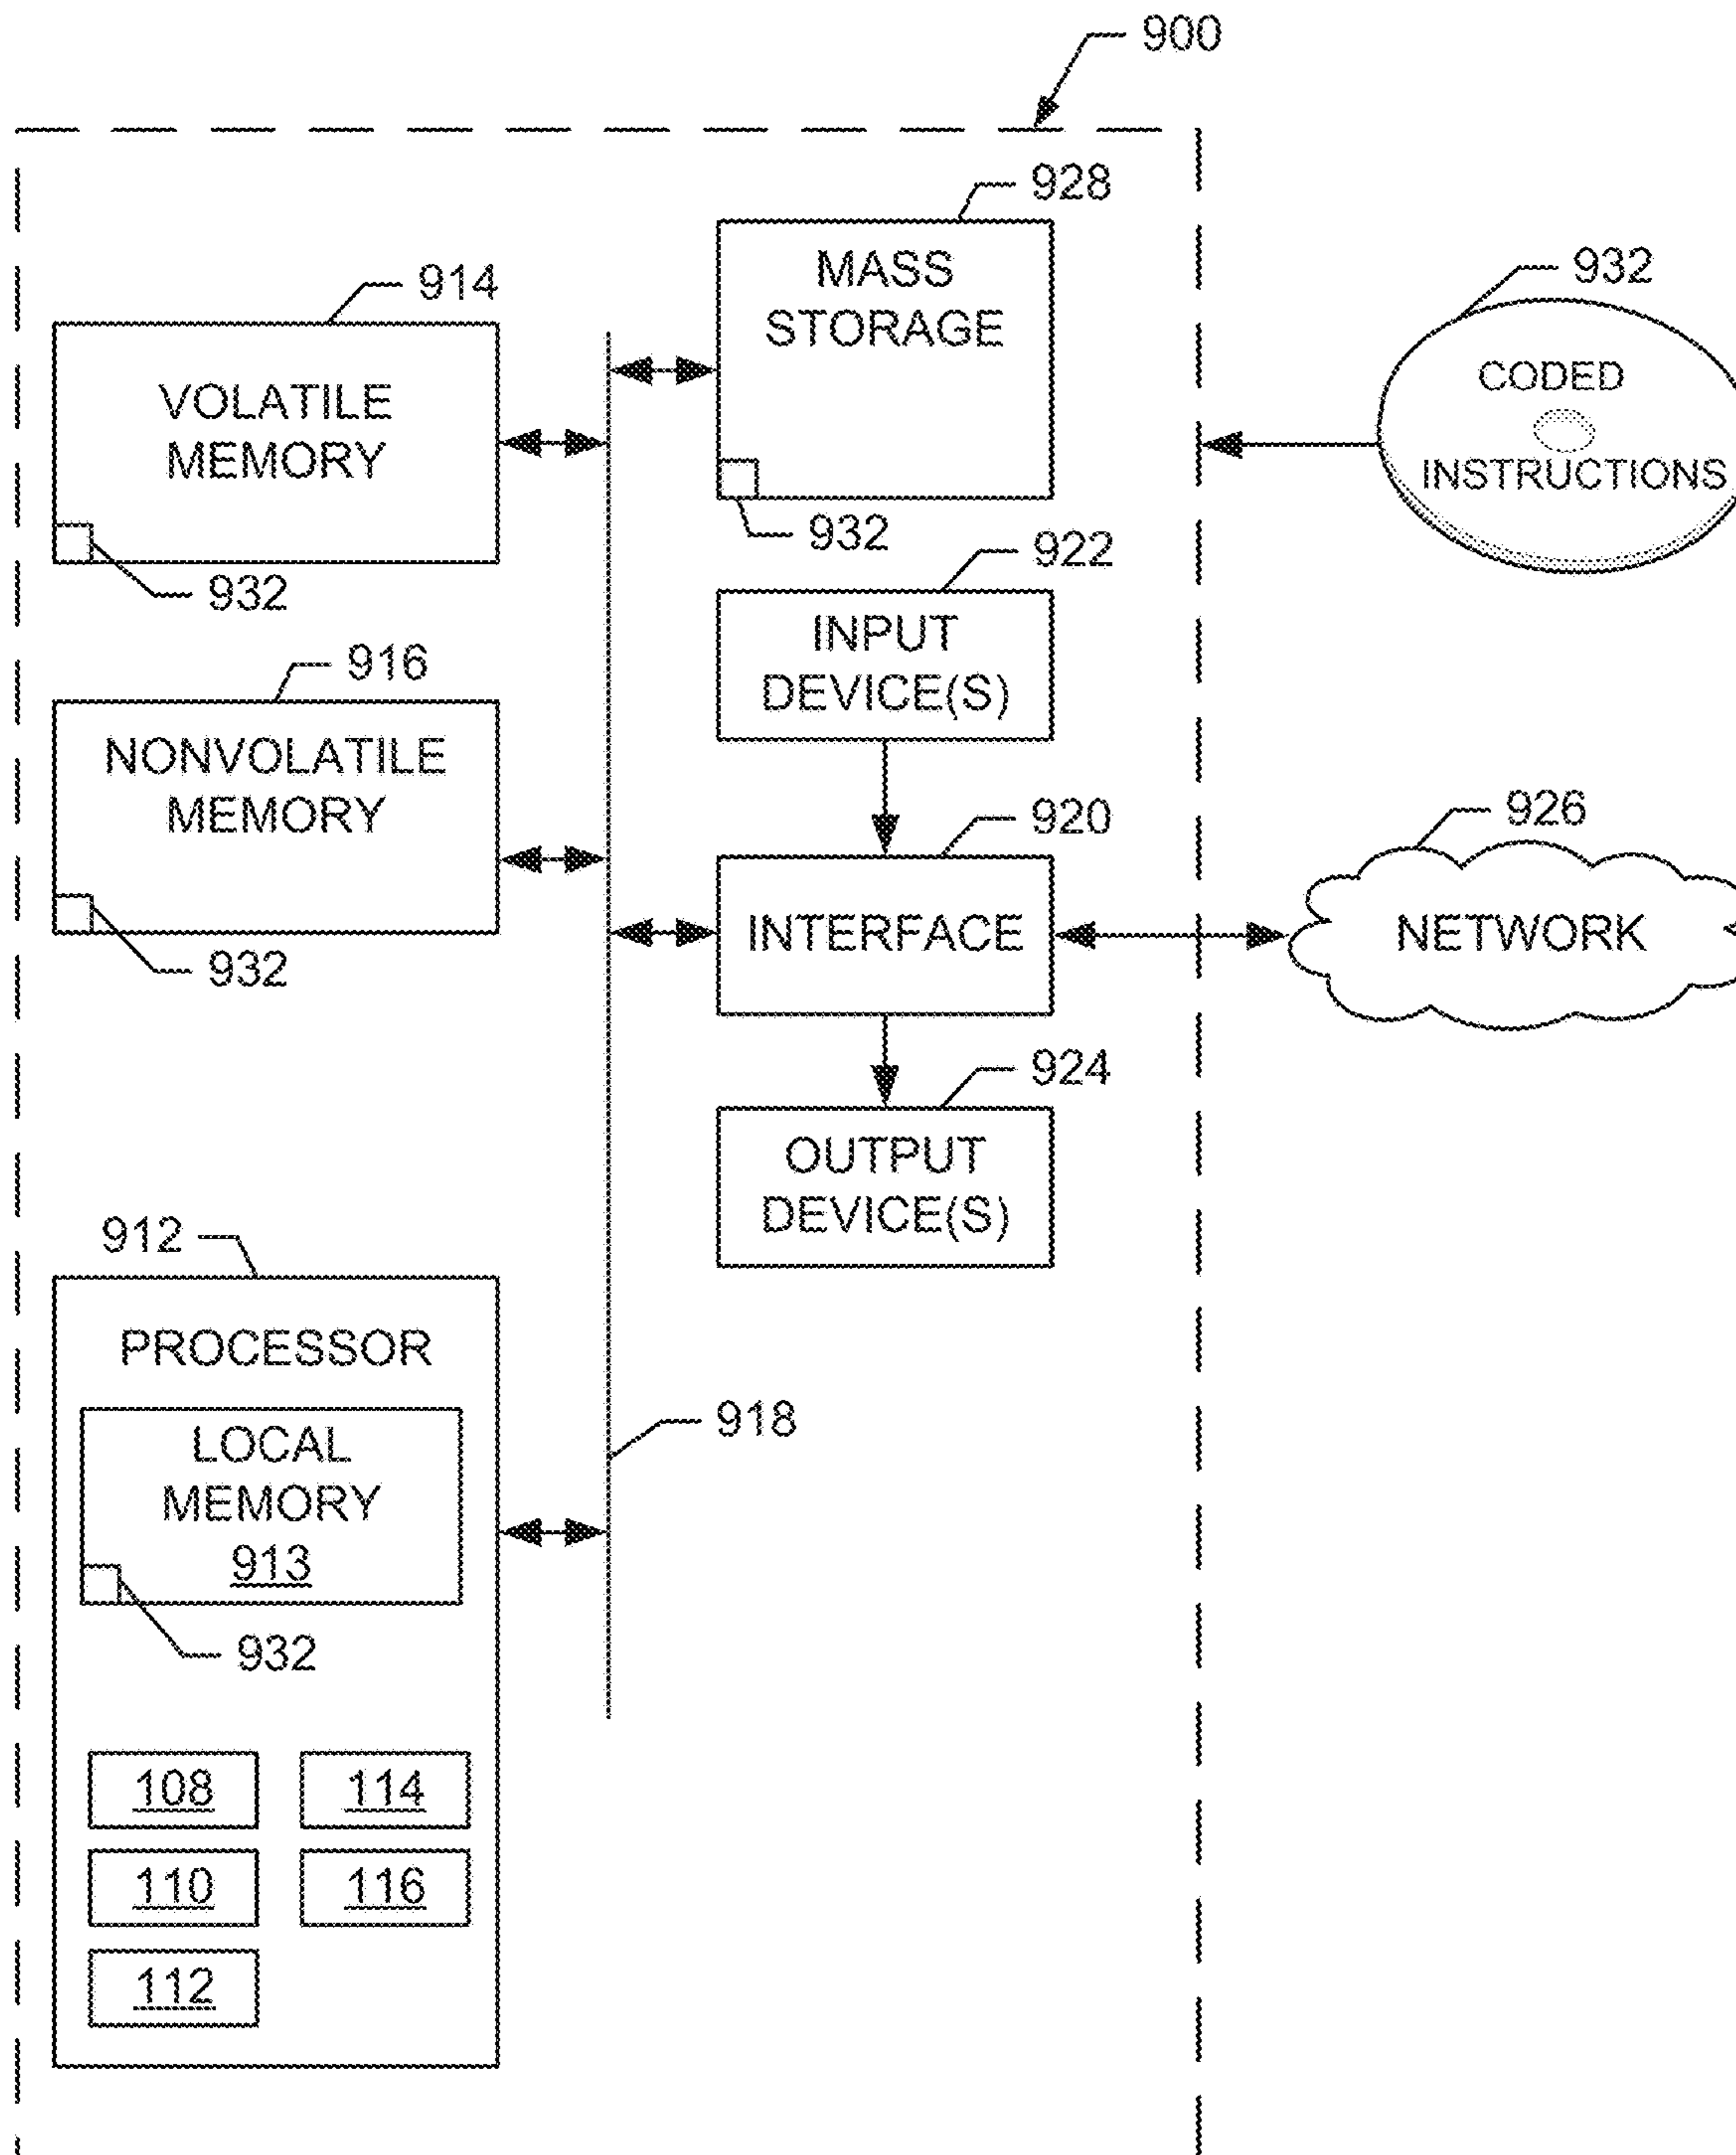 900
928
MASS
STORAGE
932
914
VOLATILE
MEMORY
932
932
CODED
INSTRUCTIONS
922
INPUT
DEVICE(S)
916
NONVOLATILE
MEMORY
932
920
INTERFACE
926
NETWORK
924
OUTPUT
DEVICE(S)
912
PROCESSOR
LOCAL
MEMORY
913
932
918
108
114
110
116
112